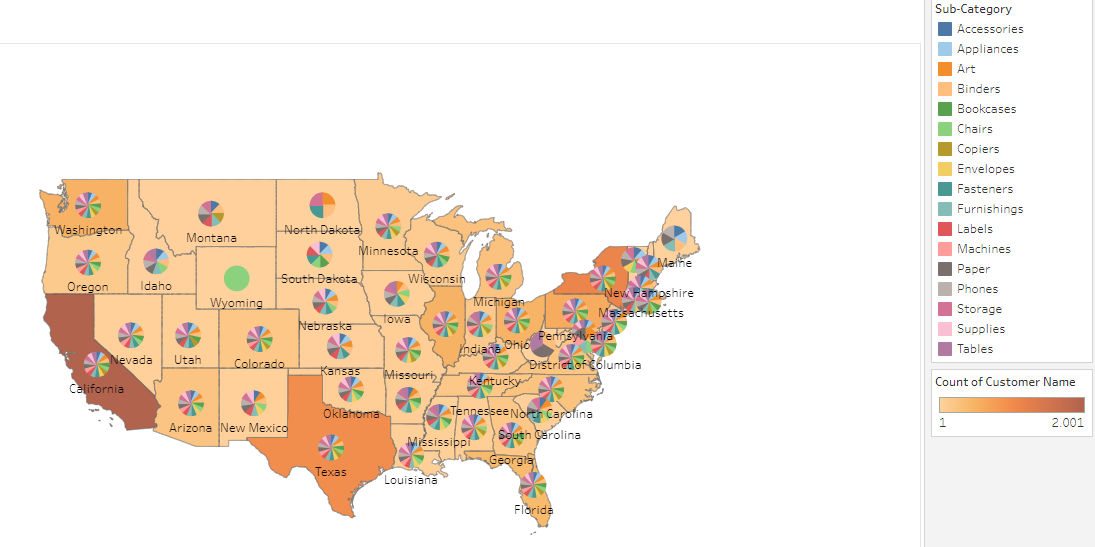 Sub-Category
Accessories
Appliances
Art
Binders
Bookcases
Chairs
Copiers
Envelopes
Fasteners
Furnishings
Labels
Machines
Paper
Phones
Storage
Supplies
Tables
Count of Customer Name
1 2.001
Washington
Montana
North Dakota
Minnesota
Maine
Oregon
Idaho
South Dakota
Wisconsin
Wyoming
Michigan
New Hampshire
Massachusetts
Nebraska
Iowa
Pennsylvania
Ohio
Indiana
Nevada
Utah
Colorado
Kansas
Missouri
District of Columbia
Kentucky
California
Arizona
New Mexico
Oklahoma
Tennessee
North Carolina
Mississippi
South Carolina
Georgia
Texas
Louisiana
Florida